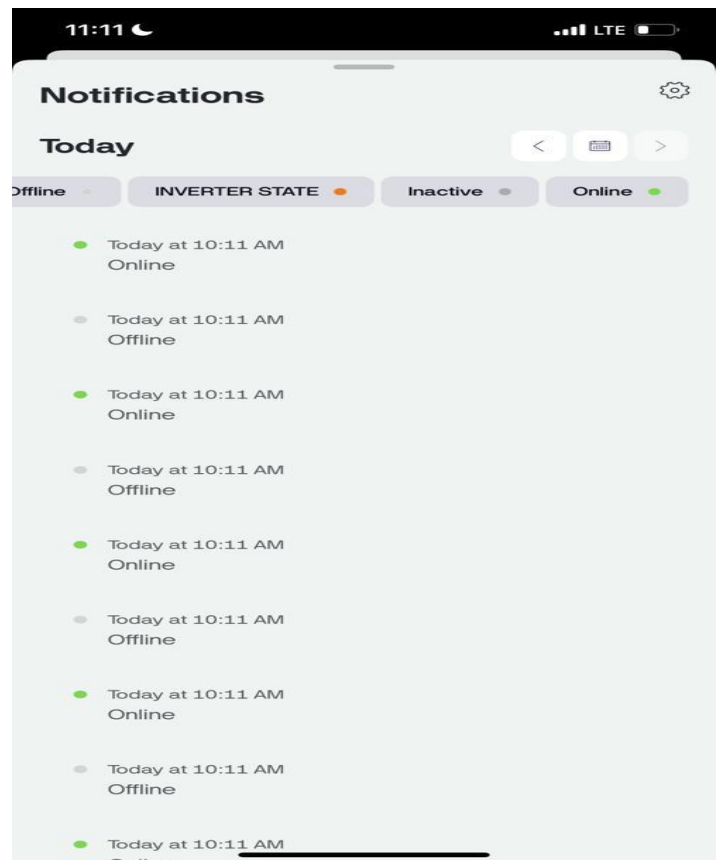 11:11 LTE
Notifications
Today
Offline INVERTER STATE Inactive Online
Today at 10:11 AM
Online
Today at 10:11 AM
Offline
Today at 10:11 AM
Online
Today at 10:11 AM
Offline
Today at 10:11 AM
Online
Today at 10:11 AM
Offline
Today at 10:11 AM
Online
Today at 10:11 AM
Offline
Today at 10:11 AM